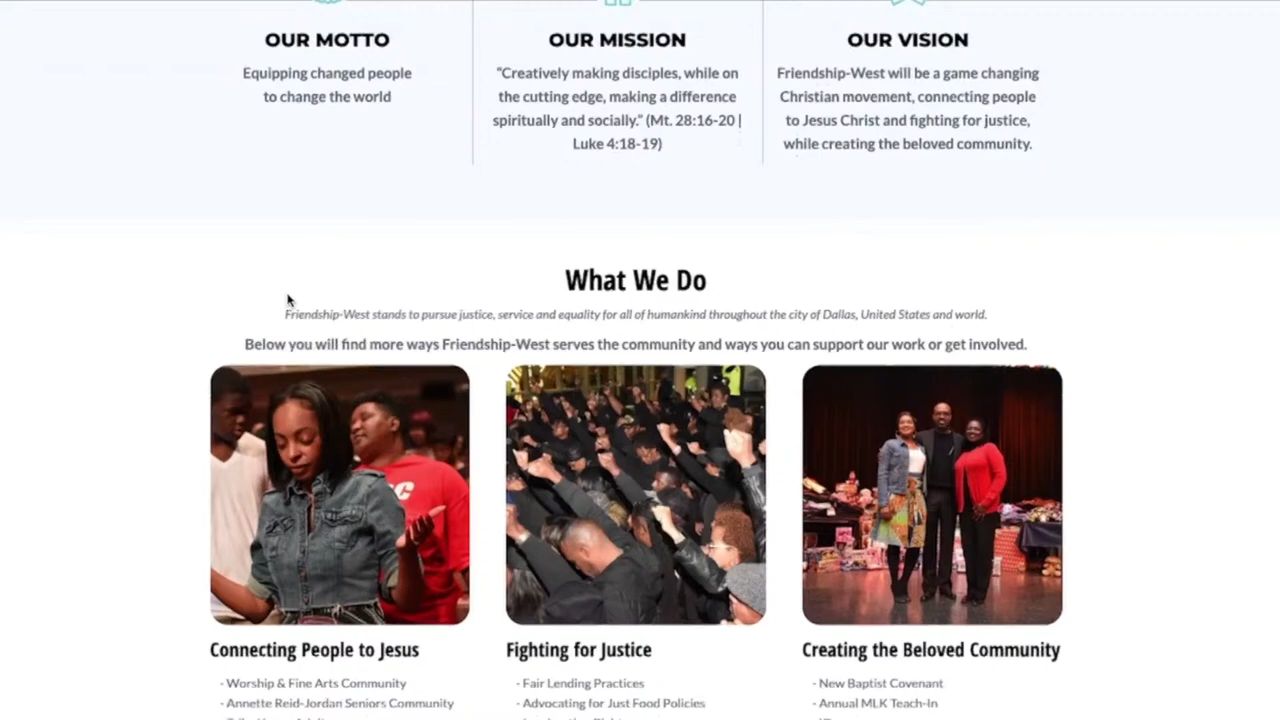 OUR MOTTO
Equipping changed people
to change the world
OUR MISSION
“Creatively making disciples, while on
the cutting edge, making a difference
spiritually and socially.” (Mt. 28:16-20 |
Luke 4:18-19)
OUR VISION
Friendship-West will be a game changing
Christian movement, connecting people
to Jesus Christ and fighting for justice,
while creating the beloved community.
What We Do
Friendship-West stands to pursue justice, service and equality for all of humankind throughout the city of Dallas, United States and world.
Below you will find more ways Friendship-West serves the community and ways you can support our work or get involved.
Connecting People to Jesus
- Worship & Fine Arts Community
- Annette Reid-Jordan Seniors Community
Fighting for Justice
- Fair Lending Practices
- Advocating for Just Food Policies
Creating the Beloved Community
- New Baptist Covenant
- Annual MLK Teach-In